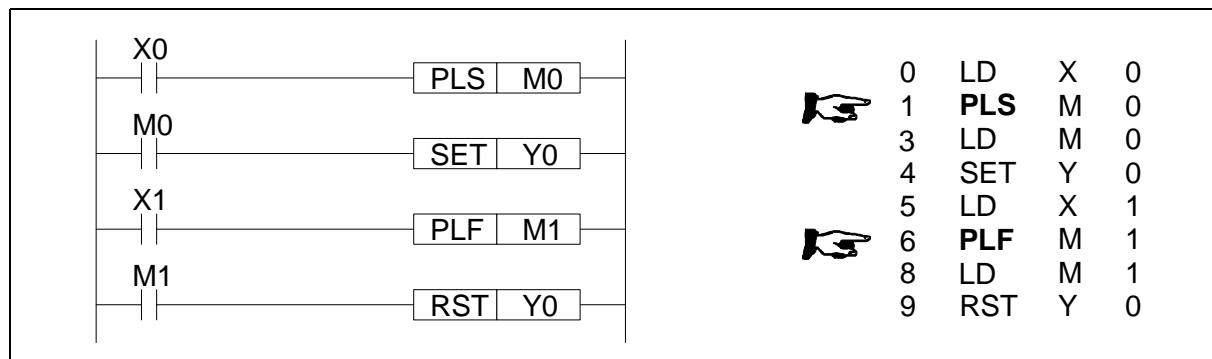 X0
PLS M0
M0
SET Y0
X1
PLF M1
M1
RST Y0
0 LD X 0
1 PLS M 0
3 LD M 0
4 SET Y 0
5 LD X 1
6 PLF M 1
8 LD M 1
9 RST Y 0